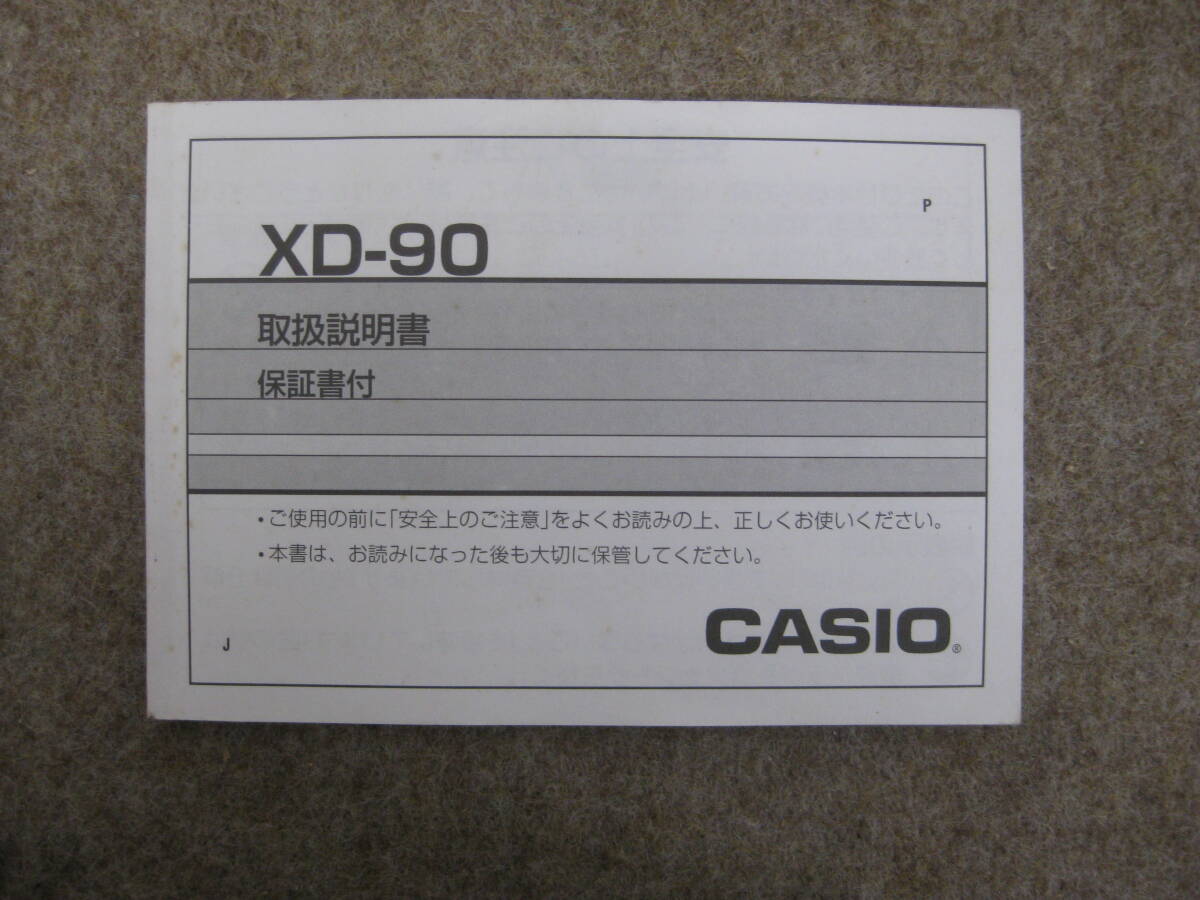 P
XD-90
取扱説明書
保証書付
・ご使用の前に「安全上のご注意」をよくお読みの上、正しくお使いください。
・本書は、お読みになった後も大切に保管してください。
J
CASIO®